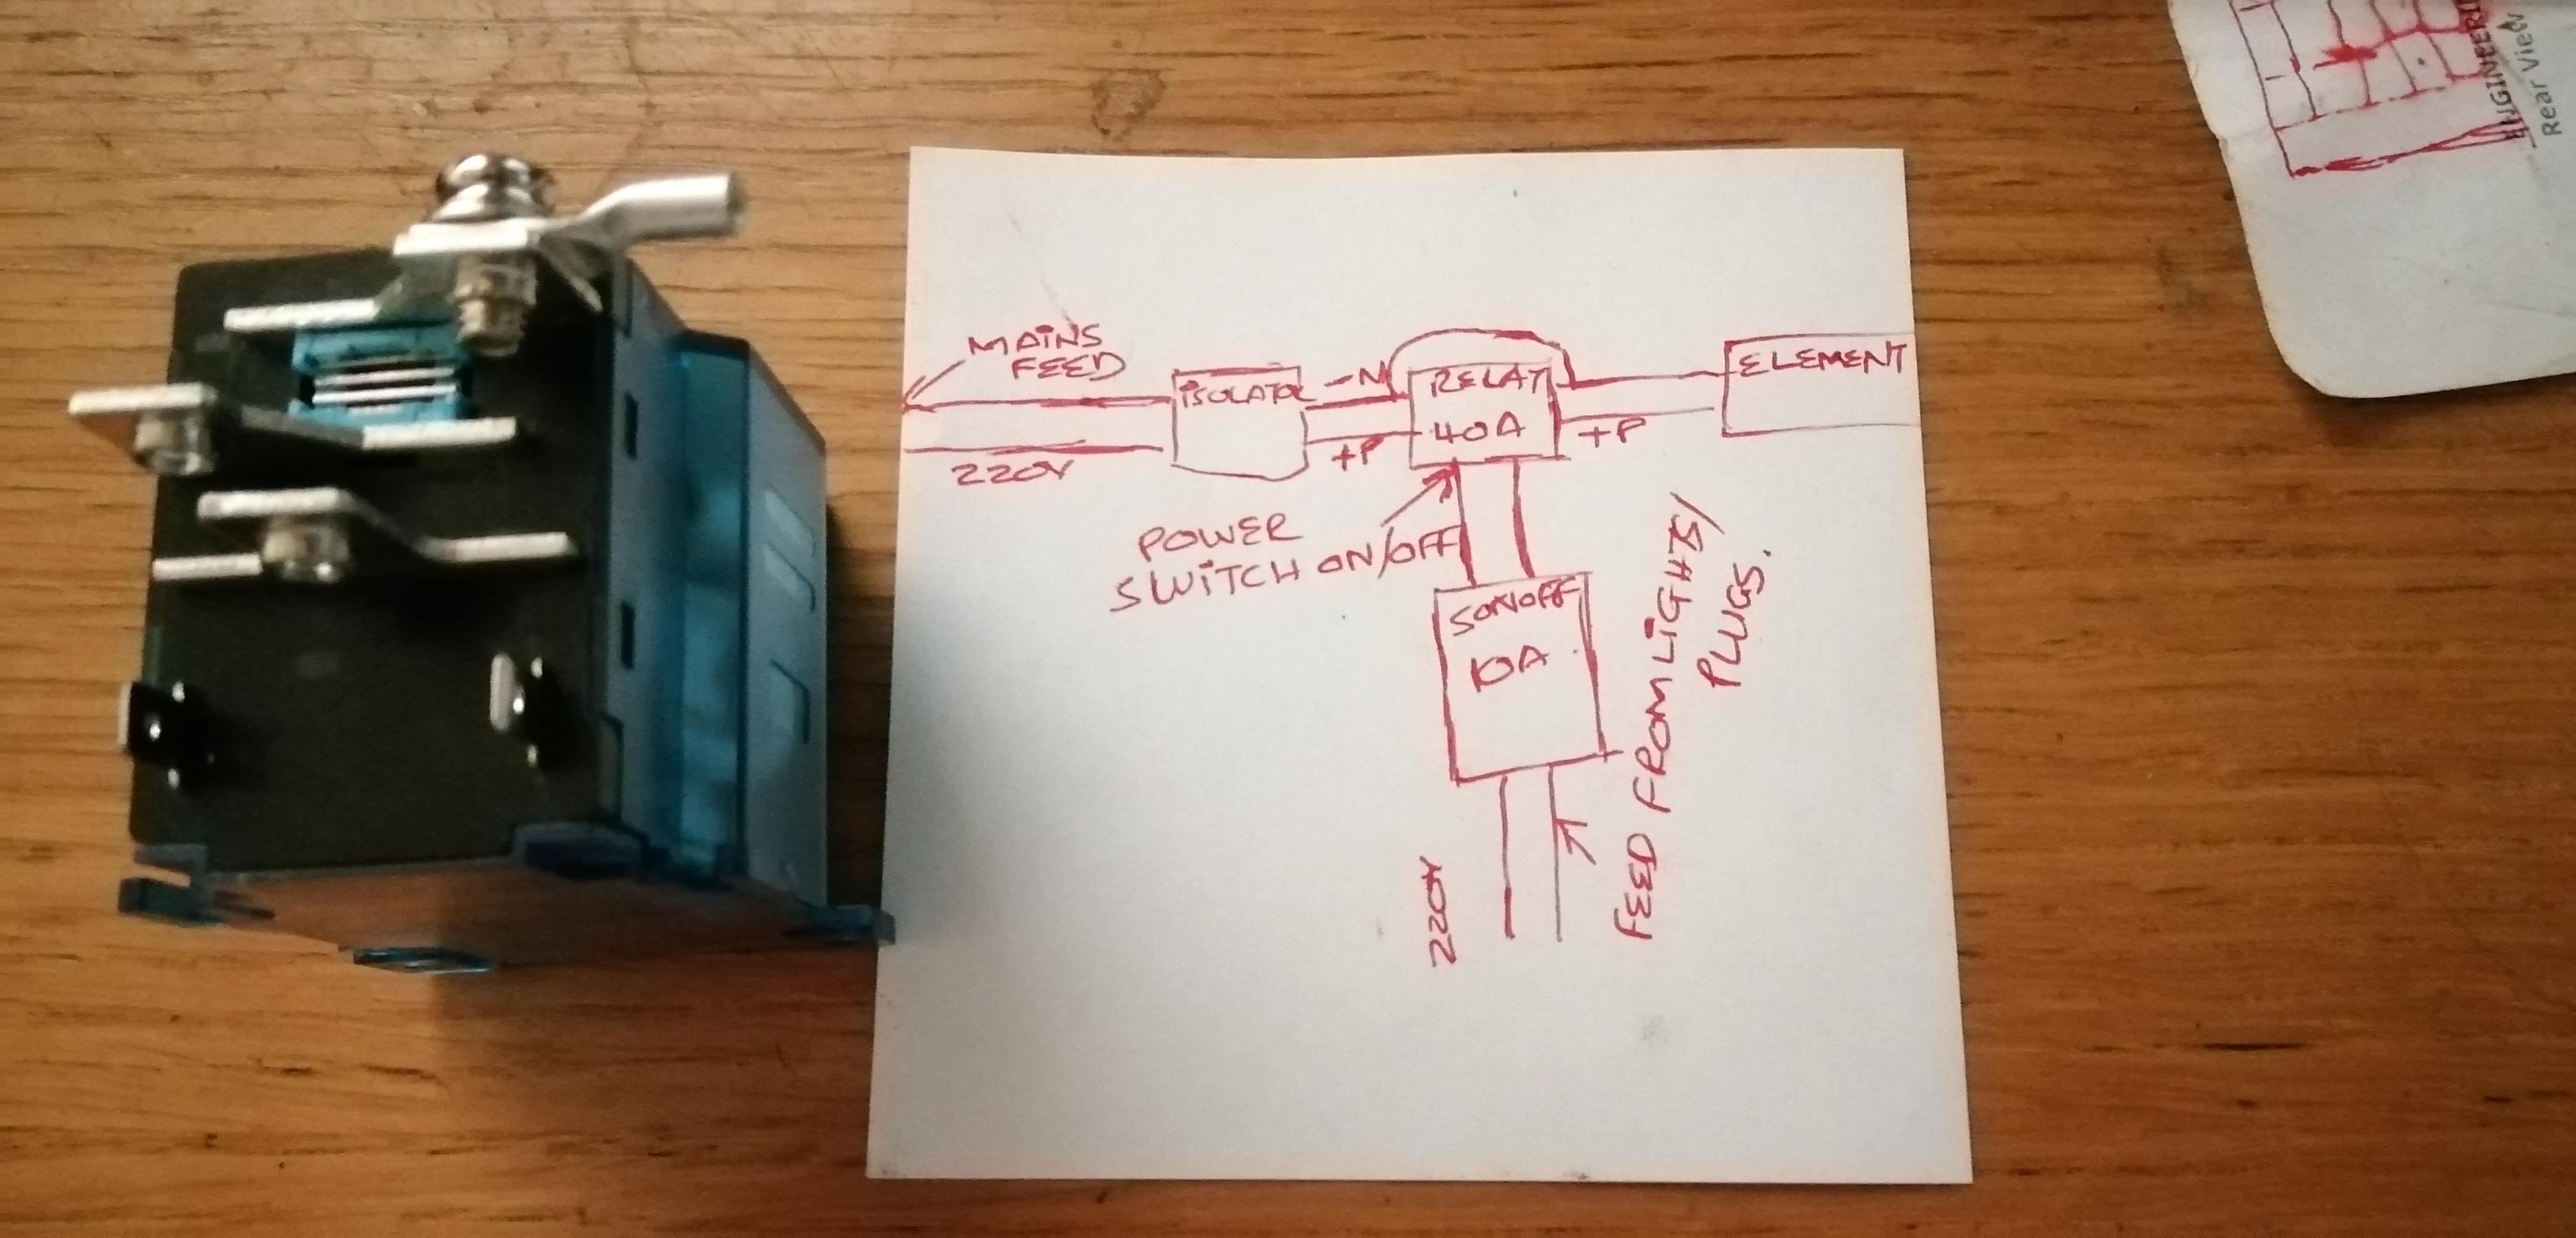 MAINS
FEED
ISOLATOR
-N
RELAY
40A
ELEMENT
220V
+P
+P
POWER
SWITCH ON/OFF
SONOFF
10A
FEED FROM LIGHTS/
PLUGS.
220V
ENGINEERI
Rear View